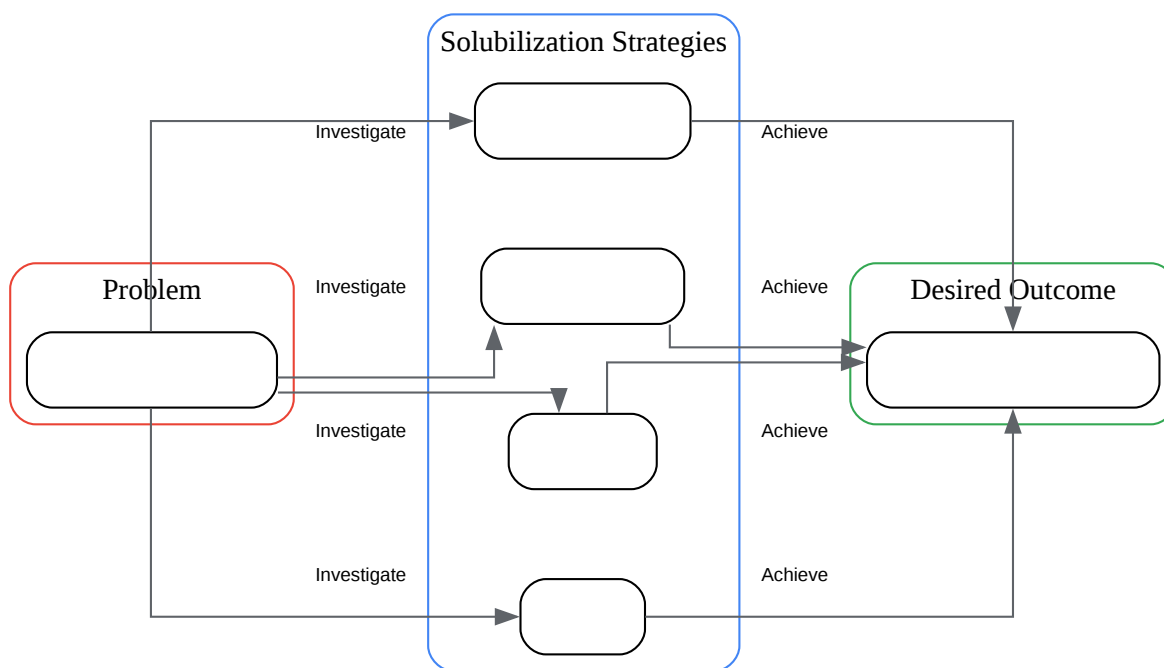 Solubilization Strategies
Investigate
Achieve
Problem
Investigate
Achieve
Desired Outcome
Investigate
Achieve
Investigate
Achieve